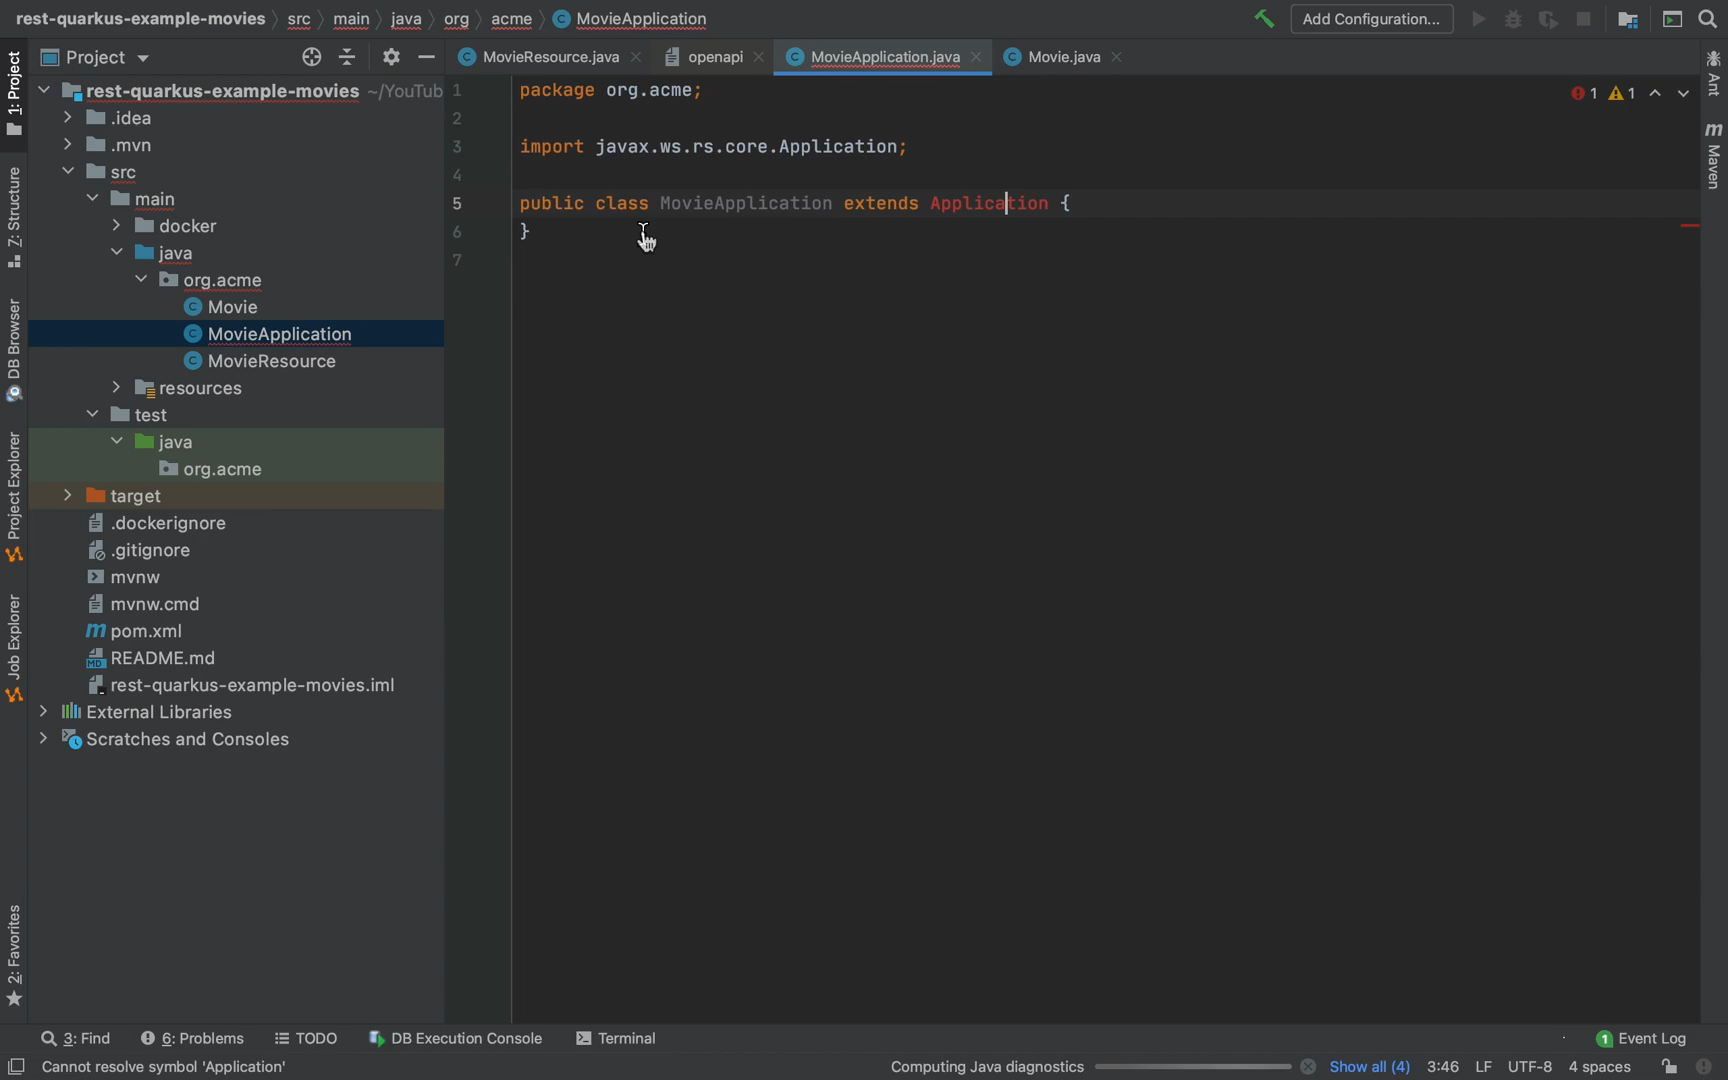 rest-quarkus-example-movies src main java org acme MovieApplication
Add Configuration...
Project
MovieResource.java openapi MovieApplication.java Movie.java
1: Project
Z: Structure
DB Browser
Project Explorer
Job Explorer
2: Favorites
rest-quarkus-example-movies ~/YouTub
.idea
.mvn
src
main
docker
java
org.acme
Movie
MovieApplication
MovieResource
resources
test
java
org.acme
target
.dockerignore
.gitignore
mvnw
mvnw.cmd
pom.xml
README.md
rest-quarkus-example-movies.iml
External Libraries
Scratches and Consoles
1 package org.acme;
2
3 import javax.ws.rs.core.Application;
4
5 public class MovieApplication extends Application {
6 }
7
1 1
Ant
Maven
3: Find 6: Problems TODO DB Execution Console Terminal 1 Event Log
Cannot resolve symbol 'Application' Computing Java diagnostics Show all (4) 3:46 LF UTF-8 4 spaces